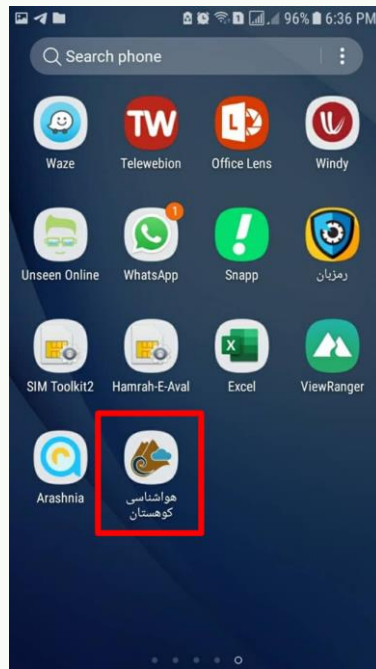 96% 6:36 PM
Search phone
TW
Waze
Telewebion
Office Lens
Windy
1
Unseen Online
WhatsApp
Snapp
رمزبان
SIM Toolkit2
Hamrah-E-Aval
Excel
ViewRanger
Arashnia
هواشناسی
کوهستان